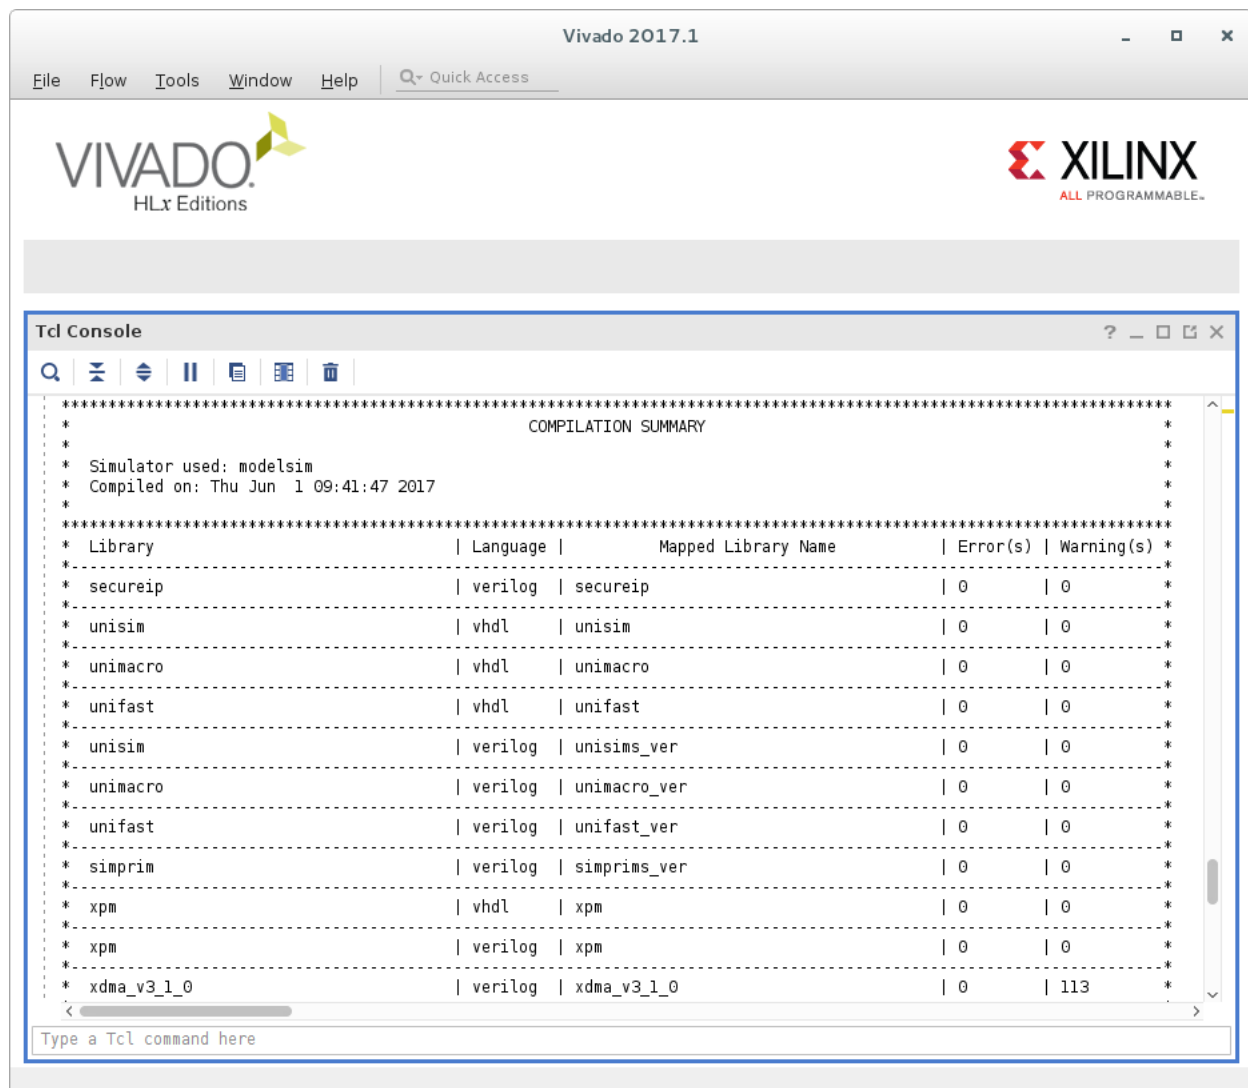 Vivado 2017.1
File Flow Tools Window Help Quick Access
VIVADO.
HLx Editions
XILINX
ALL PROGRAMMABLE™
Tcl Console
*************************************************************************************************************************
* COMPILATION SUMMARY *
* *
* Simulator used: modelsim *
* Compiled on: Thu Jun  1 09:41:47 2017 *
* *
*************************************************************************************************************************
* Library | Language | Mapped Library Name | Error(s) | Warning(s) *
*-----------------------------------------------------------------------------------------------------------------------*
* secureip | verilog | secureip | 0 | 0 *
*-----------------------------------------------------------------------------------------------------------------------*
* unisim | vhdl | unisim | 0 | 0 *
*-----------------------------------------------------------------------------------------------------------------------*
* unimacro | vhdl | unimacro | 0 | 0 *
*-----------------------------------------------------------------------------------------------------------------------*
* unifast | vhdl | unifast | 0 | 0 *
*-----------------------------------------------------------------------------------------------------------------------*
* unisim | verilog | unisims_ver | 0 | 0 *
*-----------------------------------------------------------------------------------------------------------------------*
* unimacro | verilog | unimacro_ver | 0 | 0 *
*-----------------------------------------------------------------------------------------------------------------------*
* unifast | verilog | unifast_ver | 0 | 0 *
*-----------------------------------------------------------------------------------------------------------------------*
* simprim | verilog | simprims_ver | 0 | 0 *
*-----------------------------------------------------------------------------------------------------------------------*
* xpm | vhdl | xpm | 0 | 0 *
*-----------------------------------------------------------------------------------------------------------------------*
* xpm | verilog | xpm | 0 | 0 *
*-----------------------------------------------------------------------------------------------------------------------*
* xdma_v3_1_0 | verilog | xdma_v3_1_0 | 0 | 113 *
Type a Tcl command here